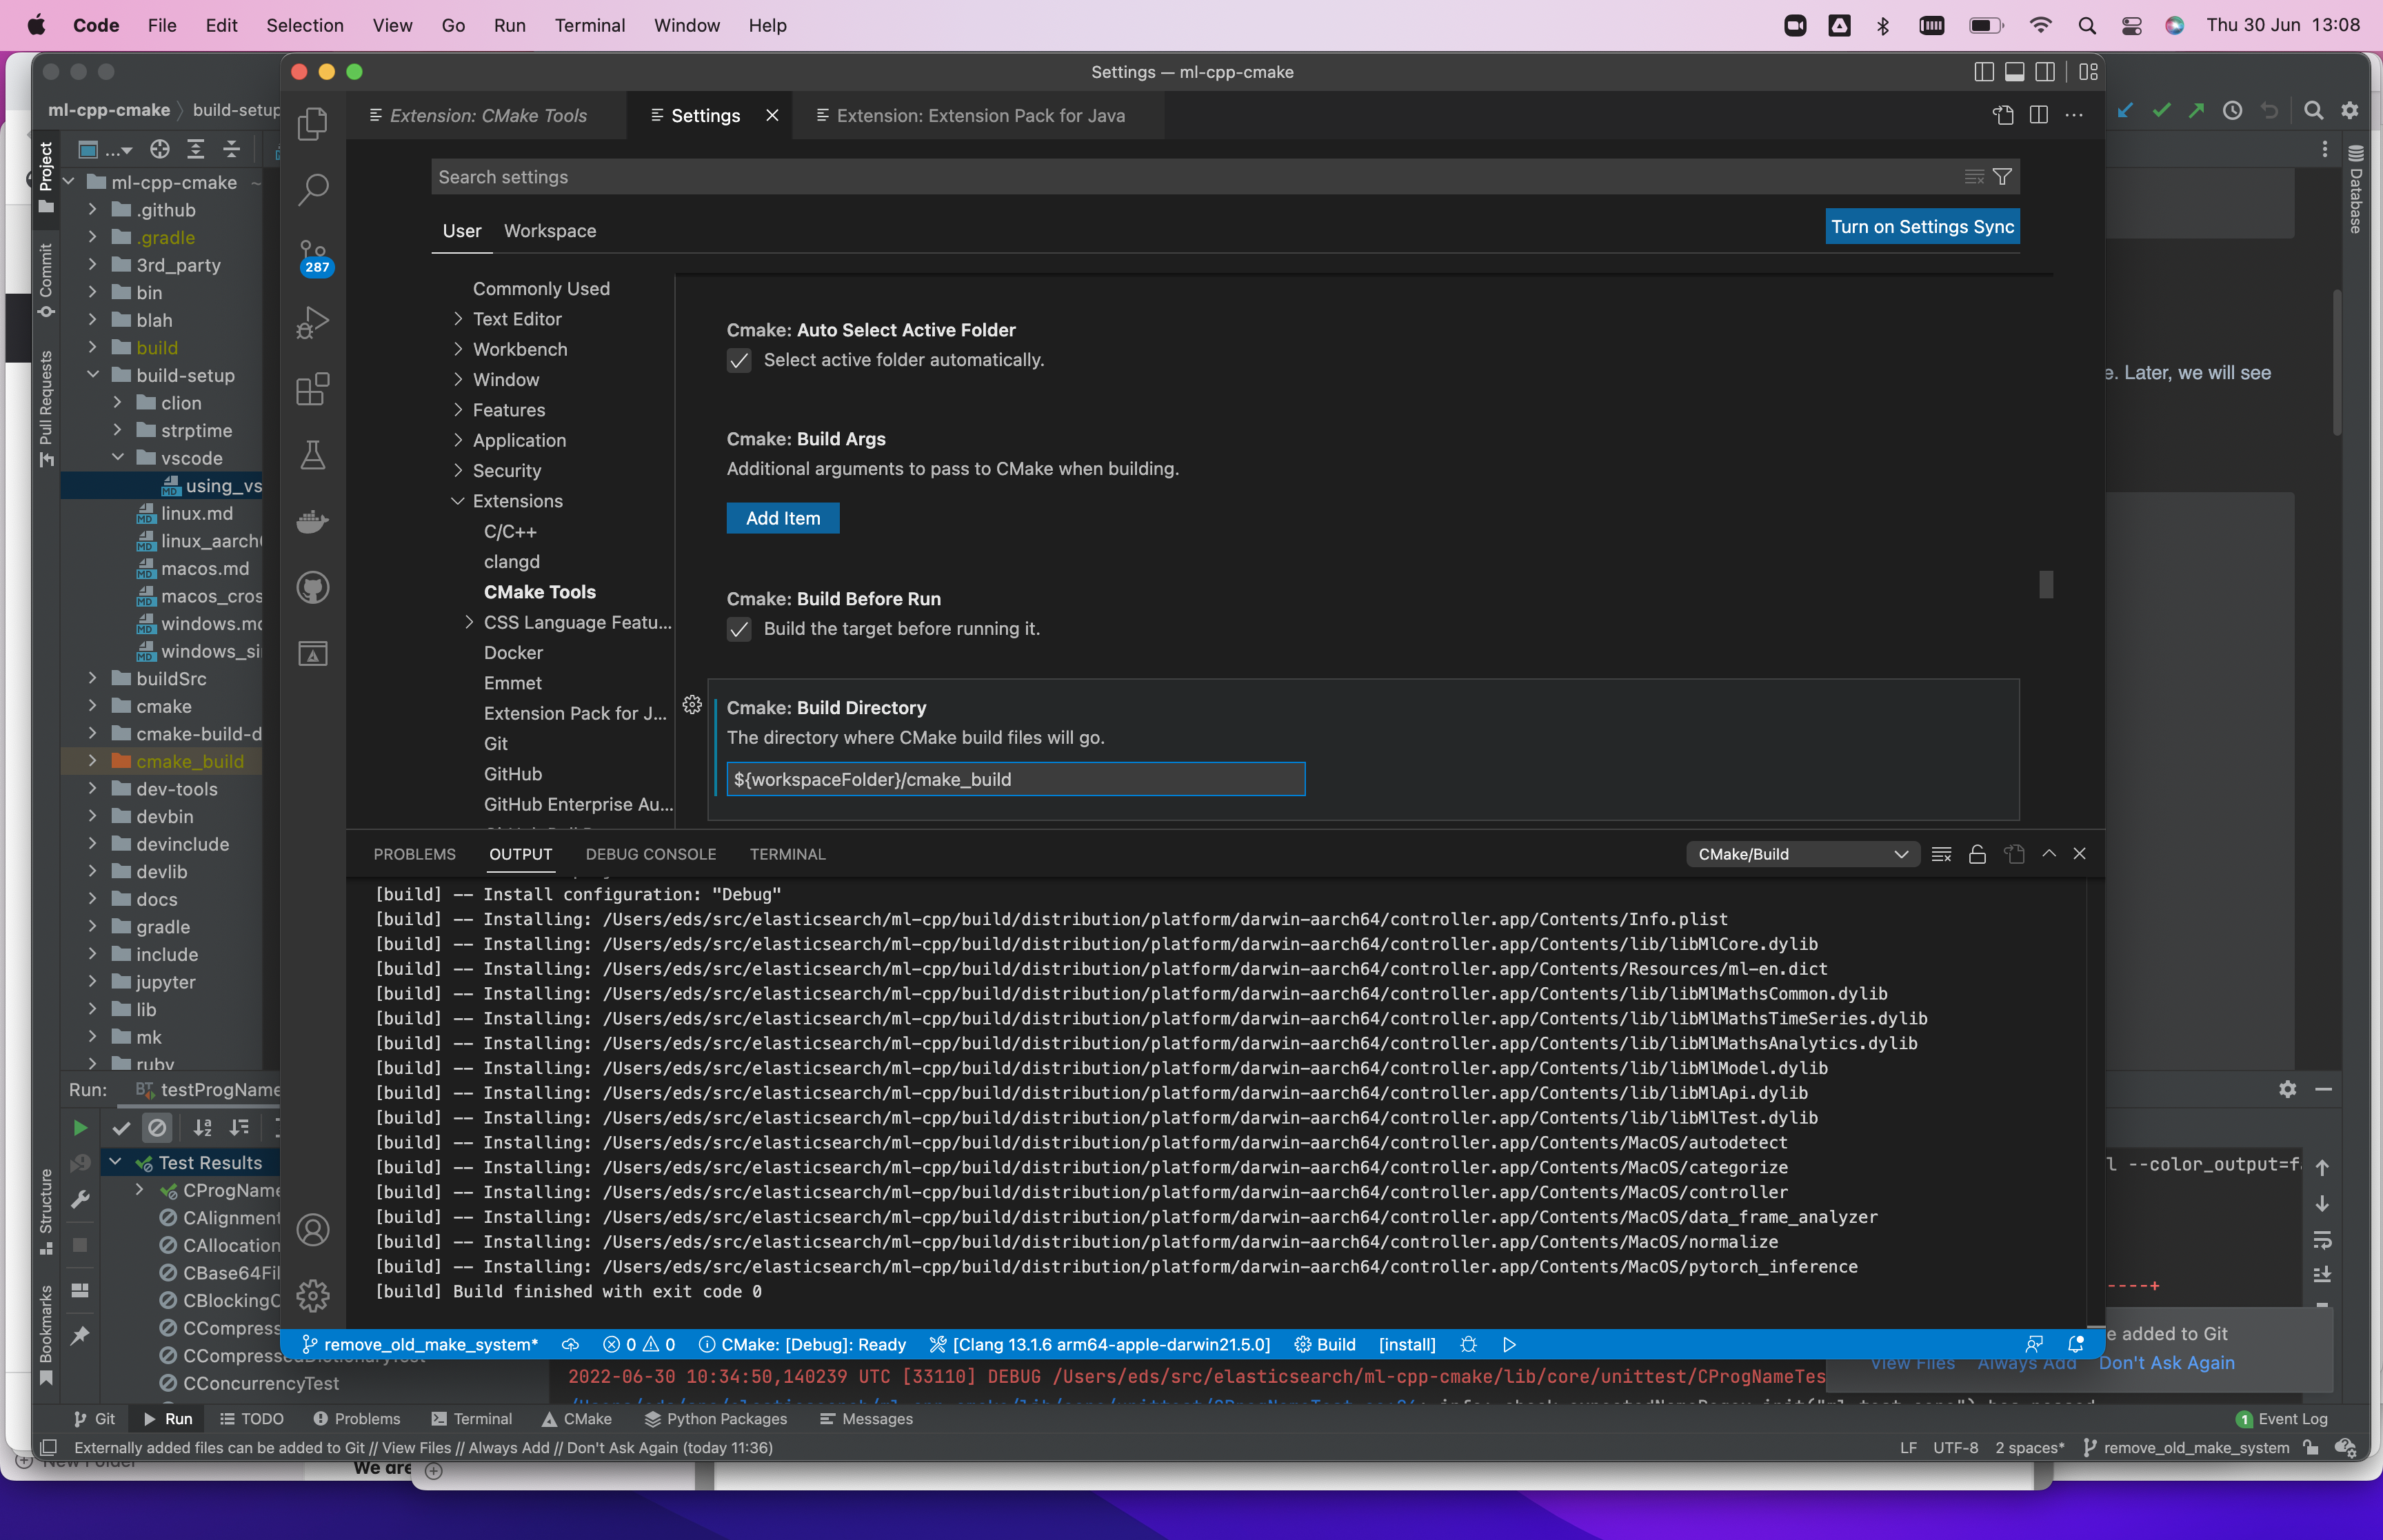 Code File Edit Selection View Go Run Terminal Window Help
Thu 30 Jun 13:08
Settings — ml-cpp-cmake
ml-cpp-cmake build-setup
Extension: CMake Tools
Settings
Extension: Extension Pack for Java
Project
Commit
Pull Requests
Structure
Bookmarks
Database
...
ml-cpp-cmake ~
.github
.gradle
3rd_party
bin
blah
build
build-setup
clion
strptime
vscode
using_vs
linux.md
linux_aarch
macos.md
macos_cros
windows.md
windows_si
buildSrc
cmake
cmake-build-d
cmake_build
dev-tools
devbin
devinclude
devlib
docs
gradle
include
jupyter
lib
mk
ruby
287
Search settings
User Workspace
Turn on Settings Sync
Commonly Used
Text Editor
Workbench
Window
Features
Application
Security
Extensions
C/C++
clangd
CMake Tools
CSS Language Featu...
Docker
Emmet
Extension Pack for J...
Git
GitHub
GitHub Enterprise Au...
Cmake: Auto Select Active Folder
Select active folder automatically.
Cmake: Build Args
Additional arguments to pass to CMake when building.
Add Item
Cmake: Build Before Run
Build the target before running it.
Cmake: Build Directory
The directory where CMake build files will go.
${workspaceFolder}/cmake_build
e. Later, we will see
PROBLEMS OUTPUT DEBUG CONSOLE TERMINAL
CMake/Build
[build] -- Install configuration: "Debug"
[build] -- Installing: /Users/eds/src/elasticsearch/ml-cpp/build/distribution/platform/darwin-aarch64/controller.app/Contents/Info.plist
[build] -- Installing: /Users/eds/src/elasticsearch/ml-cpp/build/distribution/platform/darwin-aarch64/controller.app/Contents/lib/libMlCore.dylib
[build] -- Installing: /Users/eds/src/elasticsearch/ml-cpp/build/distribution/platform/darwin-aarch64/controller.app/Contents/Resources/ml-en.dict
[build] -- Installing: /Users/eds/src/elasticsearch/ml-cpp/build/distribution/platform/darwin-aarch64/controller.app/Contents/lib/libMlMathsCommon.dylib
[build] -- Installing: /Users/eds/src/elasticsearch/ml-cpp/build/distribution/platform/darwin-aarch64/controller.app/Contents/lib/libMlMathsTimeSeries.dylib
[build] -- Installing: /Users/eds/src/elasticsearch/ml-cpp/build/distribution/platform/darwin-aarch64/controller.app/Contents/lib/libMlMathsAnalytics.dylib
[build] -- Installing: /Users/eds/src/elasticsearch/ml-cpp/build/distribution/platform/darwin-aarch64/controller.app/Contents/lib/libMlModel.dylib
[build] -- Installing: /Users/eds/src/elasticsearch/ml-cpp/build/distribution/platform/darwin-aarch64/controller.app/Contents/lib/libMlApi.dylib
[build] -- Installing: /Users/eds/src/elasticsearch/ml-cpp/build/distribution/platform/darwin-aarch64/controller.app/Contents/lib/libMlTest.dylib
[build] -- Installing: /Users/eds/src/elasticsearch/ml-cpp/build/distribution/platform/darwin-aarch64/controller.app/Contents/MacOS/autodetect
[build] -- Installing: /Users/eds/src/elasticsearch/ml-cpp/build/distribution/platform/darwin-aarch64/controller.app/Contents/MacOS/categorize
[build] -- Installing: /Users/eds/src/elasticsearch/ml-cpp/build/distribution/platform/darwin-aarch64/controller.app/Contents/MacOS/controller
[build] -- Installing: /Users/eds/src/elasticsearch/ml-cpp/build/distribution/platform/darwin-aarch64/controller.app/Contents/MacOS/data_frame_analyzer
[build] -- Installing: /Users/eds/src/elasticsearch/ml-cpp/build/distribution/platform/darwin-aarch64/controller.app/Contents/MacOS/normalize
[build] -- Installing: /Users/eds/src/elasticsearch/ml-cpp/build/distribution/platform/darwin-aarch64/controller.app/Contents/MacOS/pytorch_inference
[build] Build finished with exit code 0
Run: BT testProgName
Test Results
CProgName
CAlignment
CAllocation
CBase64Fil
CBlockingC
CCompress
CCompressedDictionaryTest
CConcurrencyTest
l --color_output=f
----+
remove_old_make_system* 0 0 CMake: [Debug]: Ready [Clang 13.1.6 arm64-apple-darwin21.5.0] Build [install]
e added to Git
View Files Always Add Don't Ask Again
2022-06-30 10:34:50,140239 UTC [33110] DEBUG /Users/eds/src/elasticsearch/ml-cpp-cmake/lib/core/unittest/CProgNameTes
Git Run TODO Problems Terminal CMake Python Packages Messages
1 Event Log
Externally added files can be added to Git // View Files // Always Add // Don't Ask Again (today 11:36)
LF UTF-8 2 spaces* remove_old_make_system
New Folder
We are